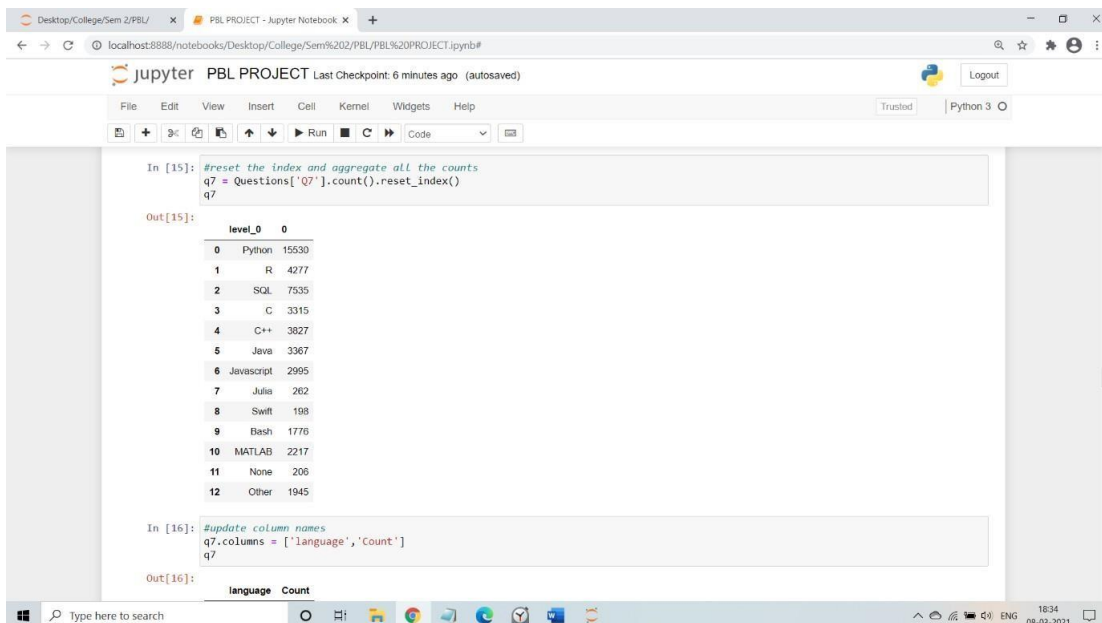 Desktop/College/Sem 2/PBL/
PBL PROJECT - Jupyter Notebook
localhost:8888/notebooks/Desktop/College/Sem%202/PBL/PBL%20PROJECT.ipynb#
jupyter PBL PROJECT Last Checkpoint: 6 minutes ago (autosaved)
Logout
File Edit View Insert Cell Kernel Widgets Help
Trusted Python 3
Run Code
In [15]: #reset the index and aggregate all the counts
q7 = Questions['Q7'].count().reset_index()
q7
Out[15]:
level_0 0
0 Python 15530
1 R 4277
2 SQL 7535
3 C 3315
4 C++ 3827
5 Java 3367
6 Javascript 2995
7 Julia 262
8 Swift 198
9 Bash 1776
10 MATLAB 2217
11 None 206
12 Other 1945
In [16]: #update column names
q7.columns = ['language','Count']
q7
Out[16]:
language Count
Type here to search
ENG
18:34
08-03-2021